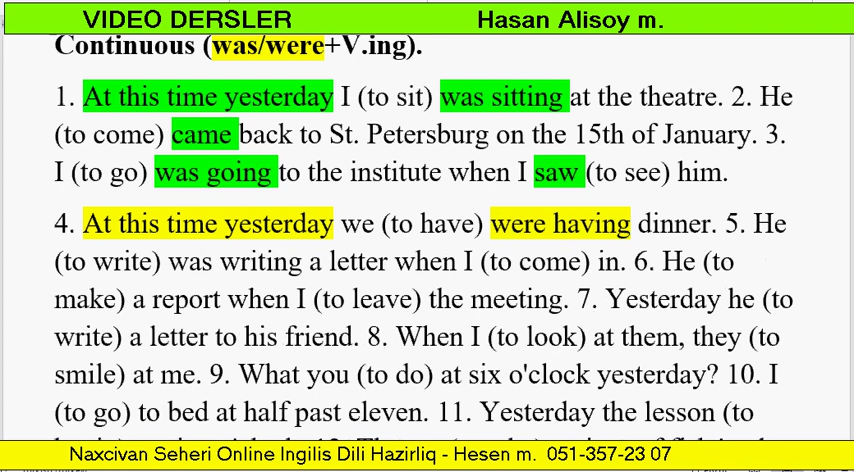 VIDEO DERSLER Hasan Alisoy m.
Continuous (was/were+V.ing).
1. At this time yesterday I (to sit) was sitting at the theatre. 2. He
(to come) came back to St. Petersburg on the 15th of January. 3.
I (to go) was going to the institute when I saw (to see) him.
4. At this time yesterday we (to have) were having dinner. 5. He
(to write) was writing a letter when I (to come) in. 6. He (to
make) a report when I (to leave) the meeting. 7. Yesterday he (to
write) a letter to his friend. 8. When I (to look) at them, they (to
smile) at me. 9. What you (to do) at six o'clock yesterday? 10. I
(to go) to bed at half past eleven. 11. Yesterday the lesson (to
Naxcivan Seheri Online Ingilis Dili Hazirliq - Hesen m. 051-357-23 07